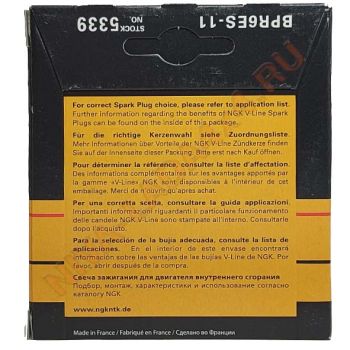 BPR6ES-11
STOCK NO. 5339
For correct Spark Plug choice, please refer to application list.
Further information regarding the benefits of NGK V-Line Spark
Plugs can be found on the inside of this package.
Für die richtige Kerzenwahl siehe Zuordnungsliste.
Mehr Informationen über Vorteile der NGK V-Line Zündkerze finden
Sie auf der Innenseite dieser Packung. Bitte erst nach Kauf öffnen.
Pour déterminer la référence, consulter la liste d'affectation.
Des informations complémentaires sur les avantages apportés par
la gamme «V-Line» NGK sont disponibles à l'intérieur de cet
emballage. Merci de n'ouvrir qu'après achat.
Per una corretta scelta, consultare la guida applicazioni.
Importanti informazioni riguardanti il particolare funzionamento
delle candele NGK V-Line sono stampate all'interno. Consultarle
dopo l'acquisto.
Para la selección de la bujía adecuada, consulte la lista de
aplicaciones. En el interior de este envase encontrará
información sobre las ventajas de las bujías V-Line de NGK. Por
favor, abrir después de la compra.
Свеча зажигания для двигателя внутреннего сгорания
Подбор, монтаж, характеристики и использование согласно
каталогу NGK
www.ngkntk.com
Made in France / Fabriqué en France / Сделано во Франции